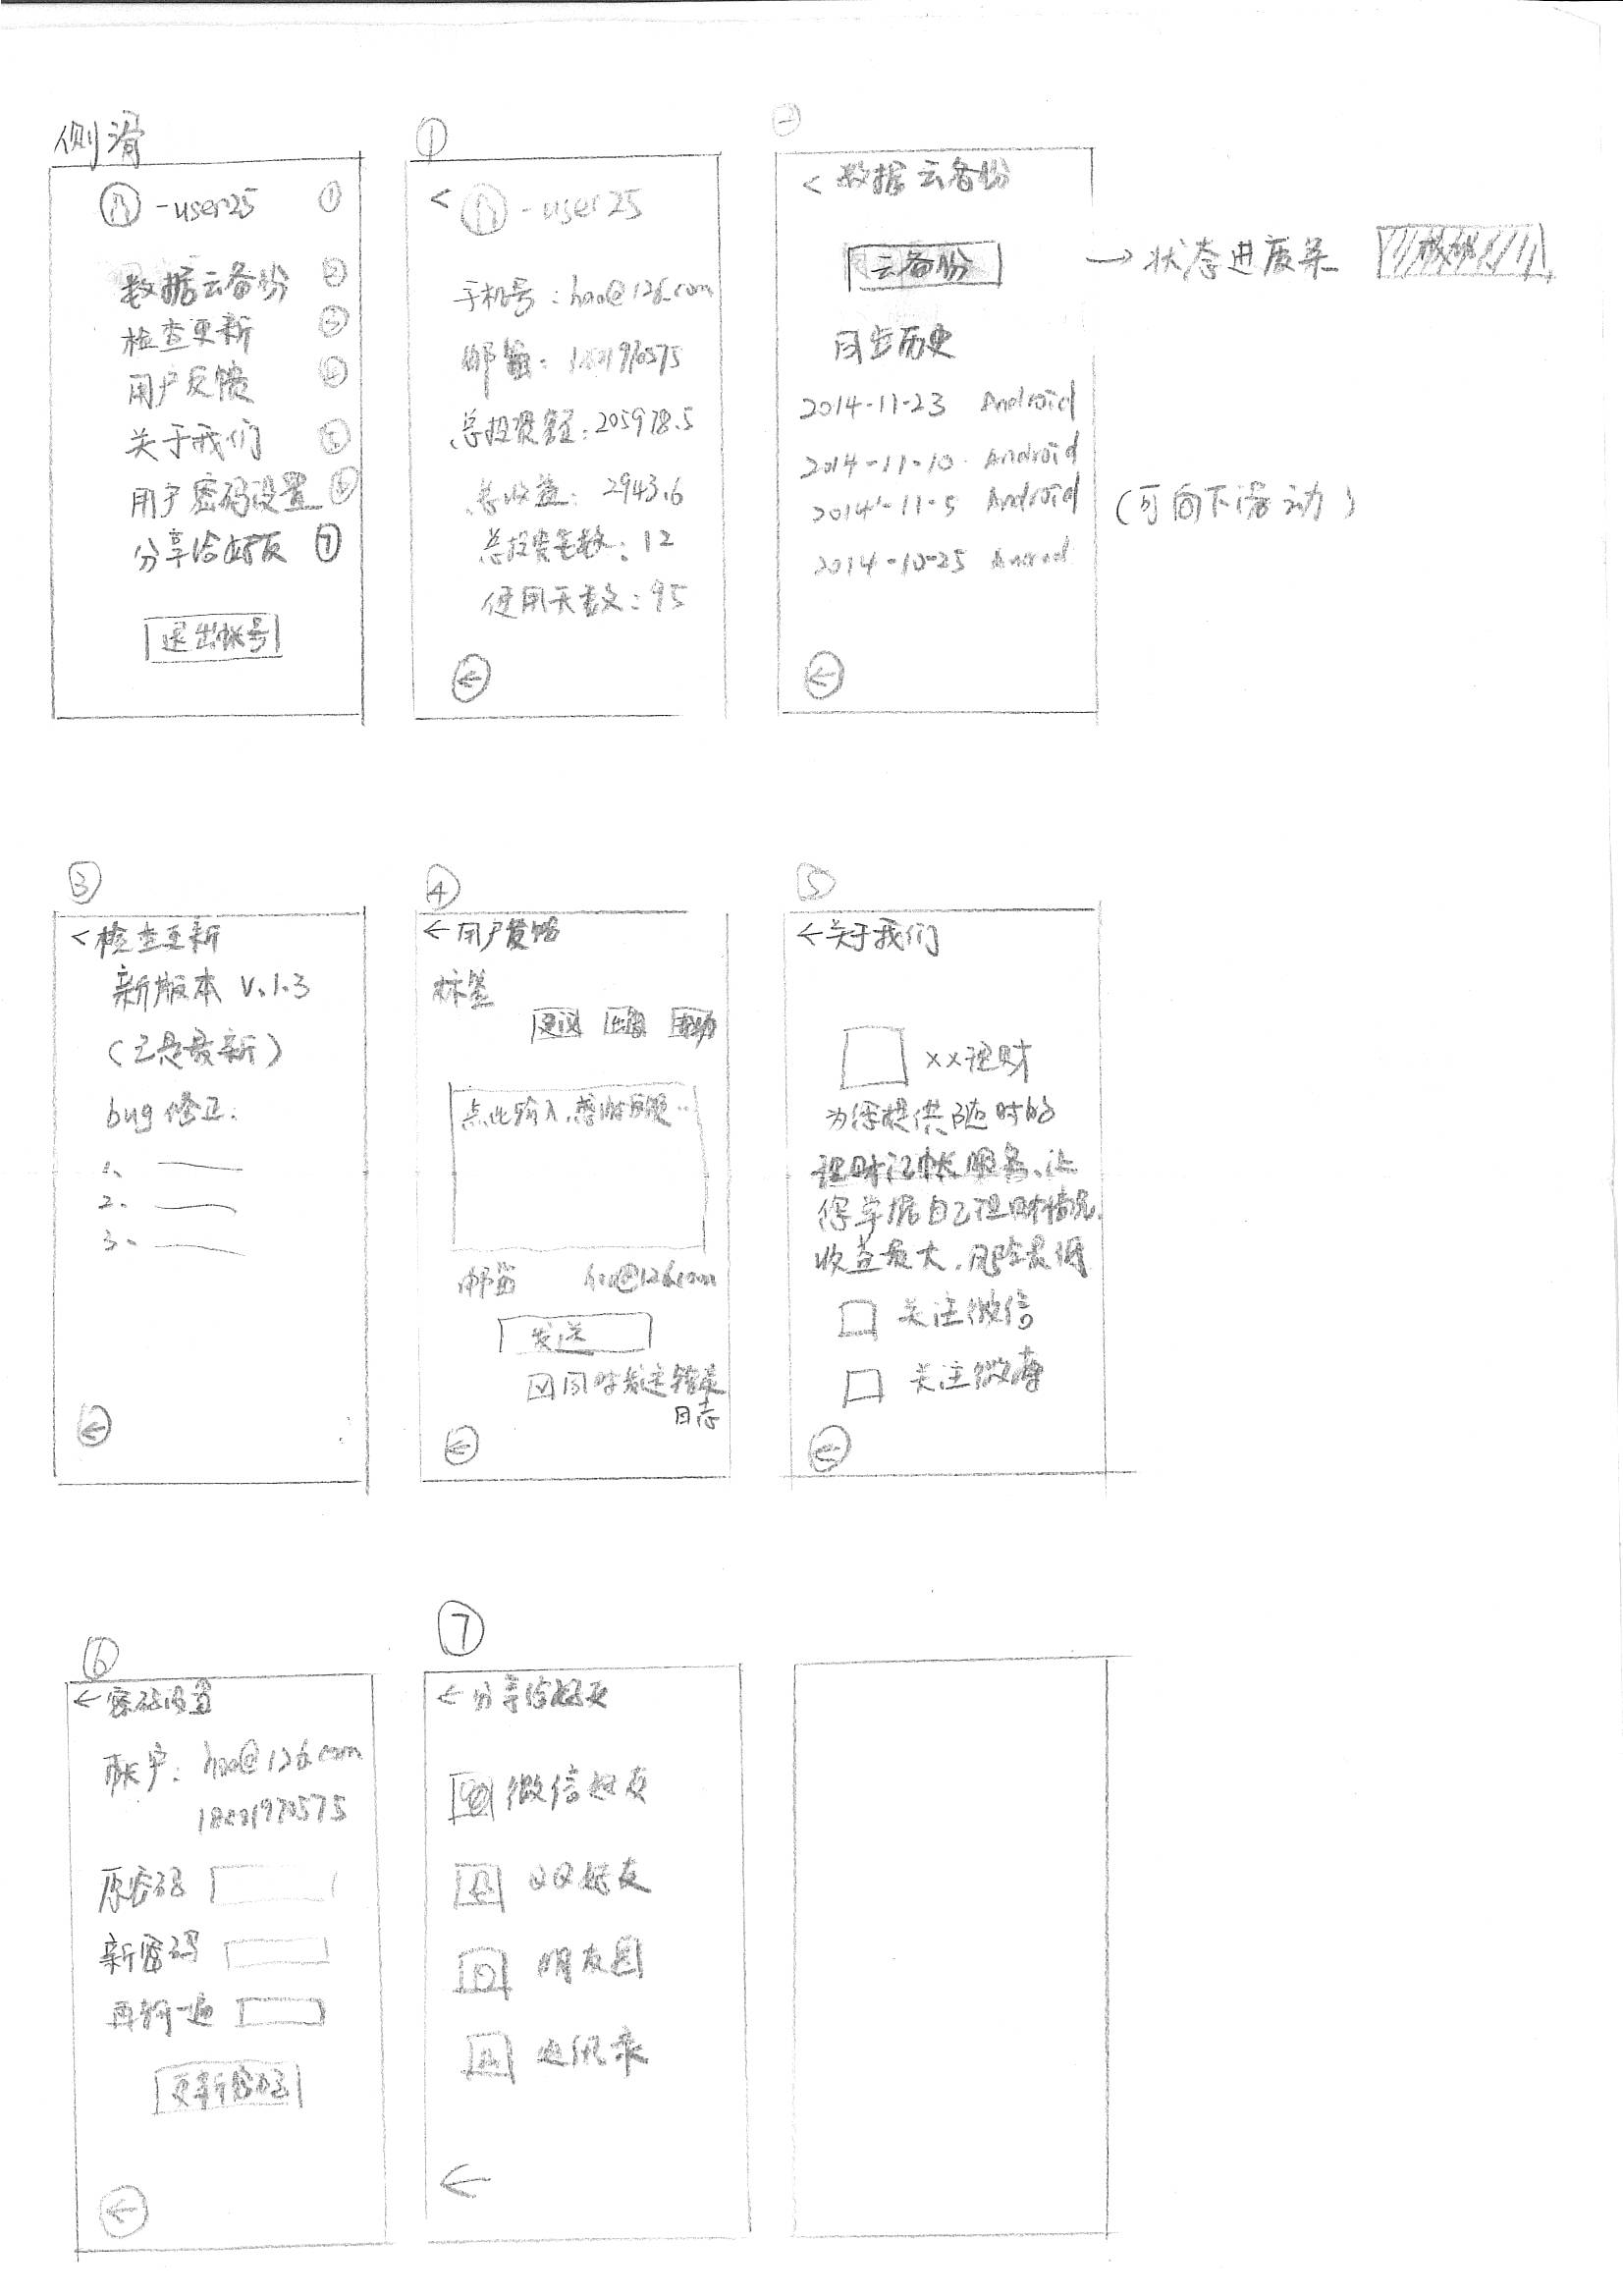 侧滑
-user25 ①
数据云备份 ②
检查更新 ③
用户反馈 ④
关于我们 ⑤
用户密码设置 ⑥
分享给好友 ⑦
退出帐号
①
< -user25
手机号：hao@126.com
邮箱：
总投资额：205978.5
总收益：2943.6
总投资笔数：12
使用天数：95
←
②
< 数据云备份
云备份
→ 状态进度条
同步历史
2014-11-23 Android
2014-11-10 Android
2014-11-5 Android
(可向下滑动)
2014-10-25
←
③
< 检查更新
新版本 V.1.3
(已是最新)
bug修正：
1、
2、
3、
←
④
← 用户反馈
标签
建议 帮助
点此输入，感谢反馈…
邮箱 hao@126.com
发送
同时发送错误
日志
←
⑤
← 关于我们
××理财
为你提供随时的
理财记帐服务、让
你掌握自己理财情况.
收益最大，风险最低
关注微信
关注微博
←
⑥
← 密码设置
帐户：hao@126.com
原密码
新密码
再输一遍
更新密码
←
⑦
← 分享给好友
微信好友
QQ好友
朋友圈
通讯录
←